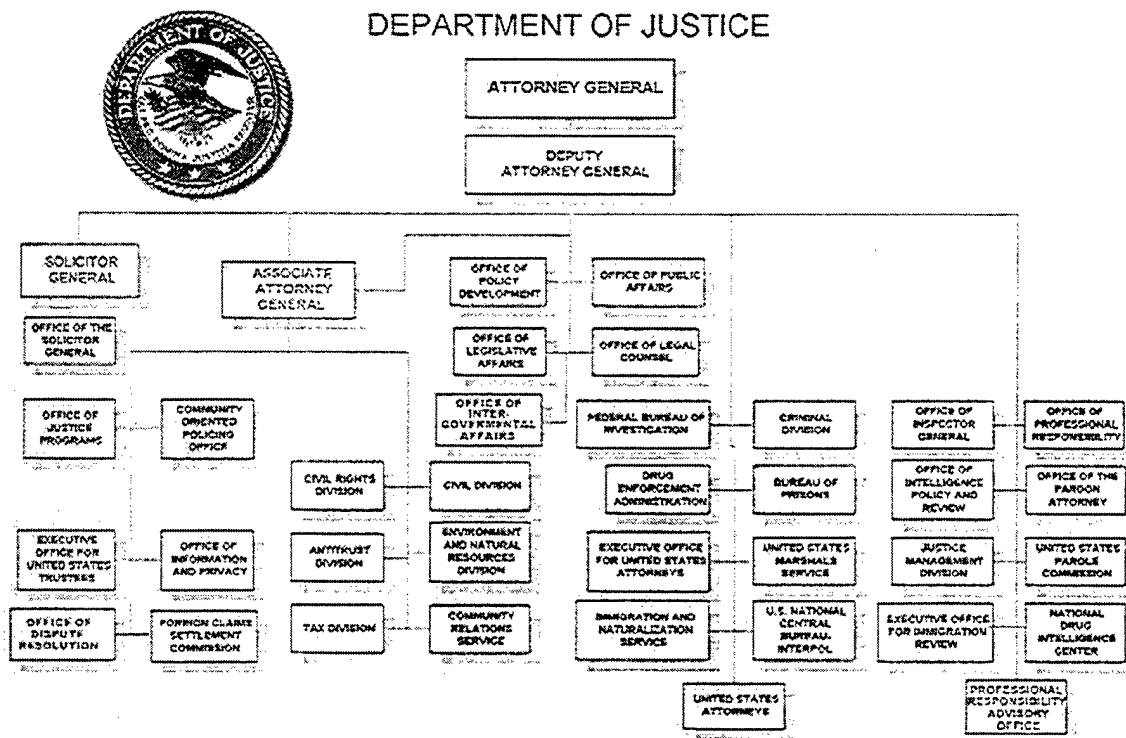 DEPARTMENT OF JUSTICE
DEPARTMENT OF JUSTICE
ATTORNEY GENERAL
DEPUTY
ATTORNEY GENERAL
SOLICITOR
GENERAL
ASSOCIATE
ATTORNEY
GENERAL
OFFICE OF
POLICY
DEVELOPMENT
OFFICE OF PUBLIC
AFFAIRS
OFFICE OF THE
SOLICITOR
GENERAL
OFFICE OF
LEGISLATIVE
AFFAIRS
OFFICE OF LEGAL
COUNSEL
OFFICE OF
JUSTICE
PROGRAMS
COMMUNITY
ORIENTED
POLICING
OFFICE
OFFICE OF
INTER-
GOVERMENTAL
AFFAIRS
FEDERAL BUREAU OF
INVESTIGATION
CRIMINAL
DIVISION
OFFICE OF
INSPECTOR
GENERAL
OFFICE OF
PROFESSIONAL
RESPONSIBILITY
CIVIL RIGHTS
DIVISION
CIVIL DIVISION
DRUG
ENFORCEMENT
ADMINISTRATION
BUREAU OF
PRISONS
OFFICE OF
INTELLIGENCE
POLICY AND
REVIEW
OFFICE OF THE
PARDON
ATTORNEY
EXECUTIVE
OFFICE FOR
UNITED STATES
TRUSTEES
OFFICE OF
INFORMATION
AND PRIVACY
ANTITRUST
DIVISION
ENVIRONMENT
AND NATURAL
RESOURCES
DIVISION
EXECUTIVE OFFICE
FOR UNITED STATES
ATTORNEYS
UNITED STATES
MARSHALS
SERVICE
JUSTICE
MANAGEMENT
DIVISION
UNITED STATES
PAROLE
COMMISSION
OFFICE OF
DISPUTE
RESOLUTION
FOREIGN CLAIMS
SETTLEMENT
COMMISSION
TAX DIVISION
COMMUNITY
RELATIONS
SERVICE
IMMIGRATION AND
NATURALIZATION
SERVICE
U.S. NATIONAL
CENTRAL
BUREAU-
INTERPOL
EXECUTIVE OFFICE
FOR IMMIGRATION
REVIEW
NATIONAL
DRUG
INTELLIGENCE
CENTER
UNITED STATES
ATTORNEYS
PROFESSIONAL
RESPONSIBILITY
ADVISORY
OFFICE